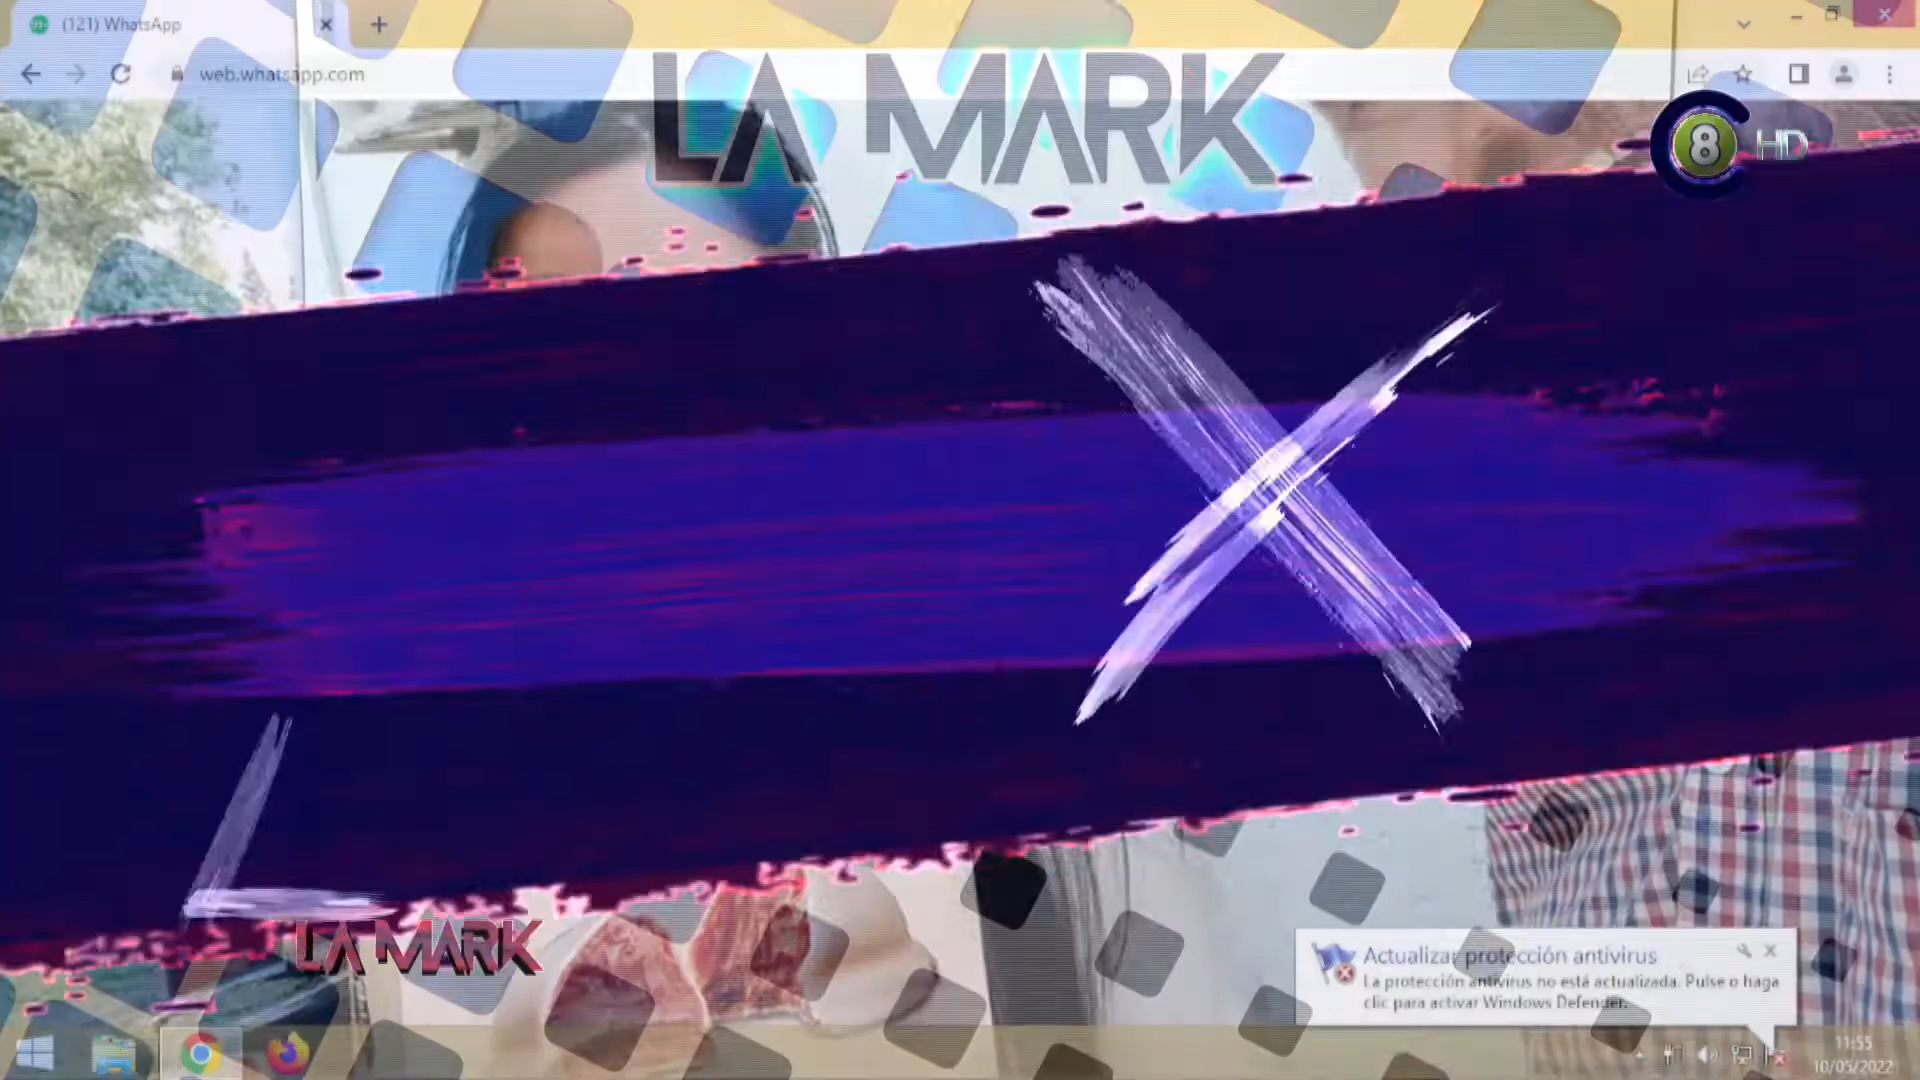 (121) WhatsApp
web.whatsapp.com
LA MARK
8 HD
LA MARK
Actualizar protección antivirus
La protección antivirus no está actualizada. Pulse o haga
clic para activar Windows Defender.
11:55
10/05/2022